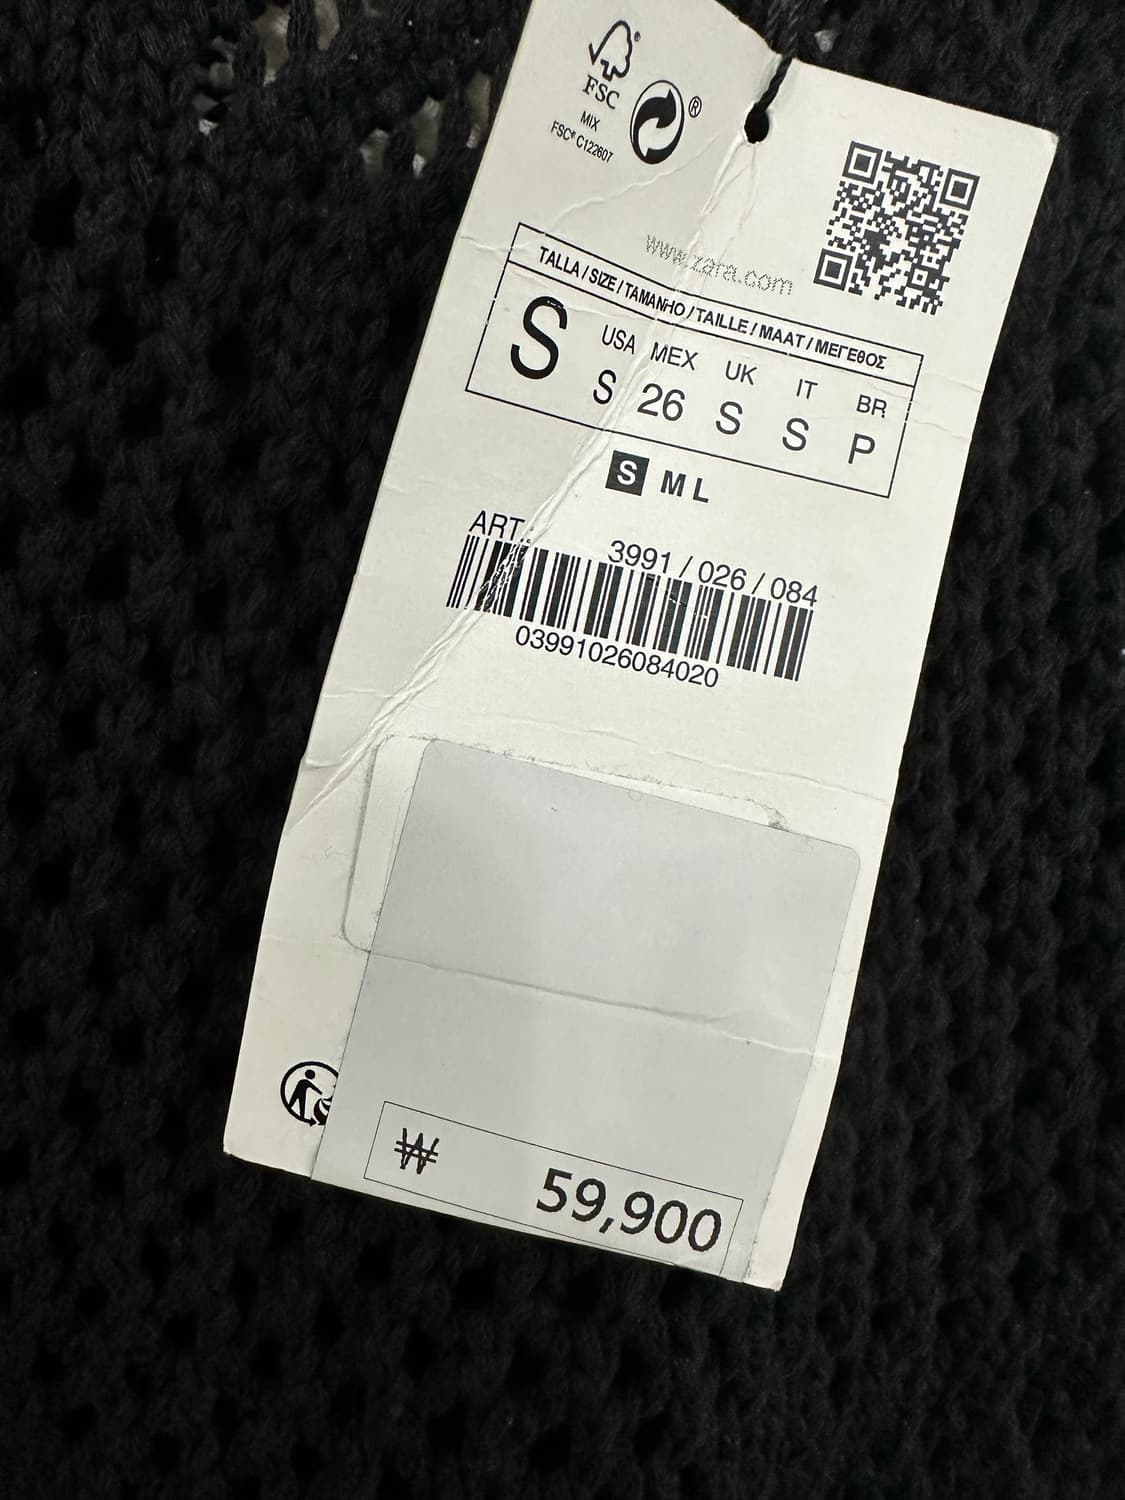 FSC®
MIX
FSC® C122607
®
www.zara.com
TALLA / SIZE / TAMANHO / TAILLE / MAAT / ΜΕΓΕΘΟΣ
S
USA MEX UK IT BR
S 26 S S P
S M L
ART.: 3991 / 026 / 084
03991026084020
₩ 59,900